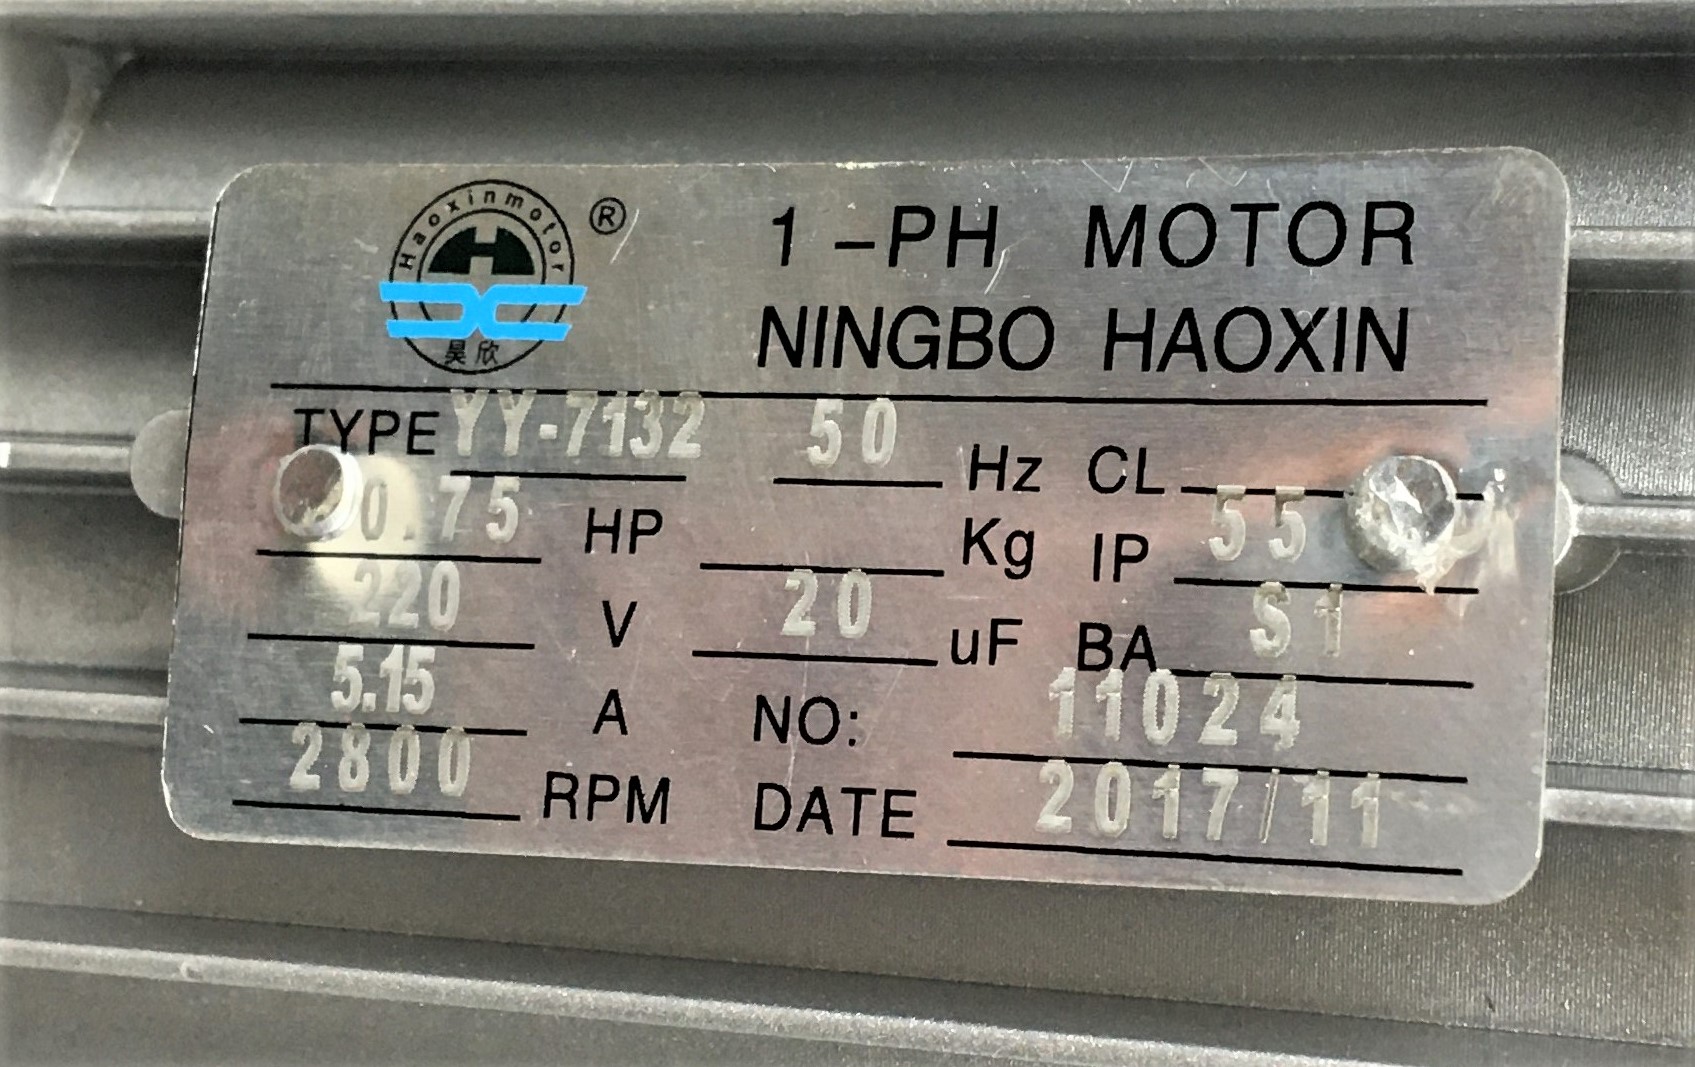 Haoxinmotor ®
H
昊欣
1-PH MOTOR
NINGBO HAOXIN
TYPE YY-7132 50 Hz CL
0.75 HP Kg IP 55
220 V 20 uF BA S1
5.15 A NO: 11024
2800 RPM DATE 2017/11